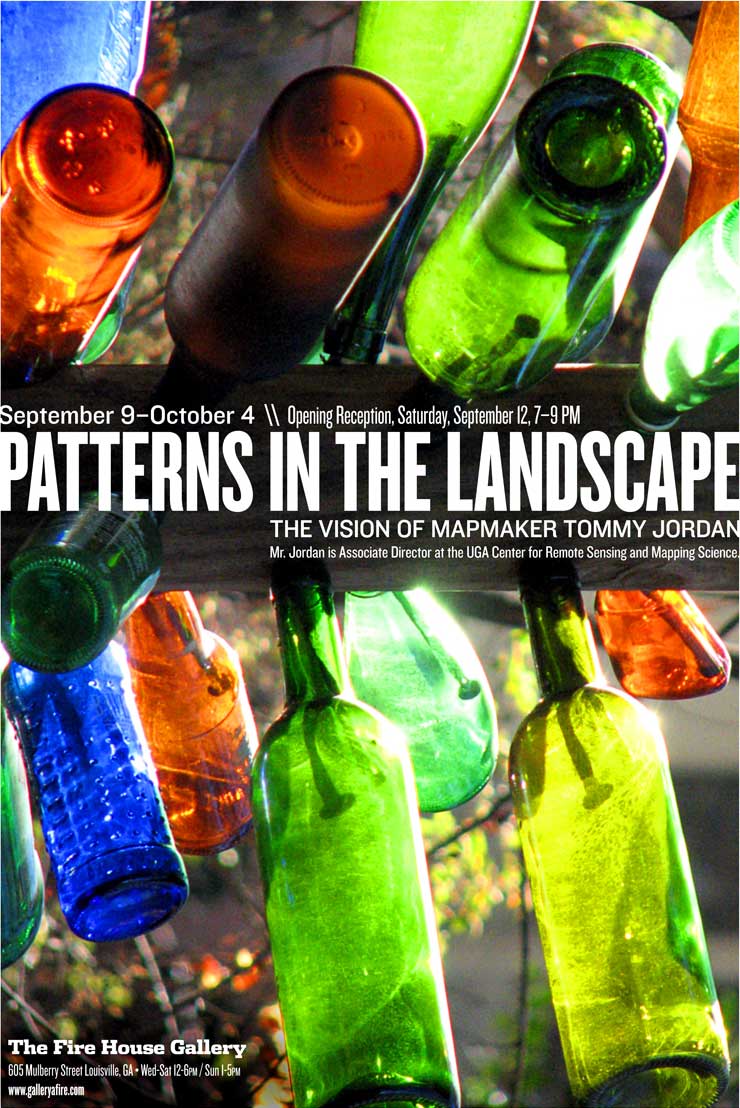 September 9–October 4 \\ Opening Reception, Saturday, September 12, 7–9 PM
PATTERNS IN THE LANDSCAPE
THE VISION OF MAPMAKER TOMMY JORDAN
Mr. Jordan is Associate Director at the UGA Center for Remote Sensing and Mapping Science.
The Fire House Gallery
605 Mulberry Street Louisville, GA • Wed-Sat 12-6PM / Sun 1-5PM
www.galleryafire.com